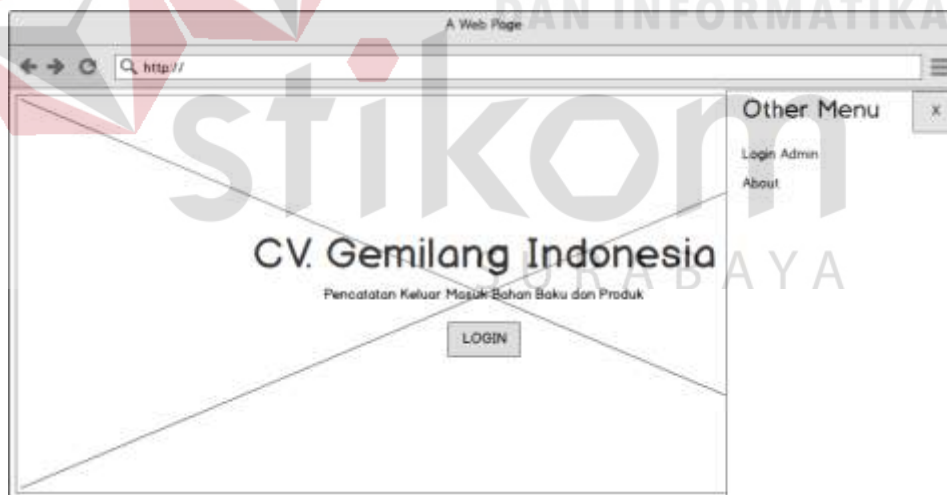 DAN INFORMATIKA
A Web Page
http://
Other Menu
X
Login Admin
About
stikom
SURABAYA
CV. Gemilang Indonesia
Pencatatan Keluar Masuk Bahan Baku dan Produk
LOGIN